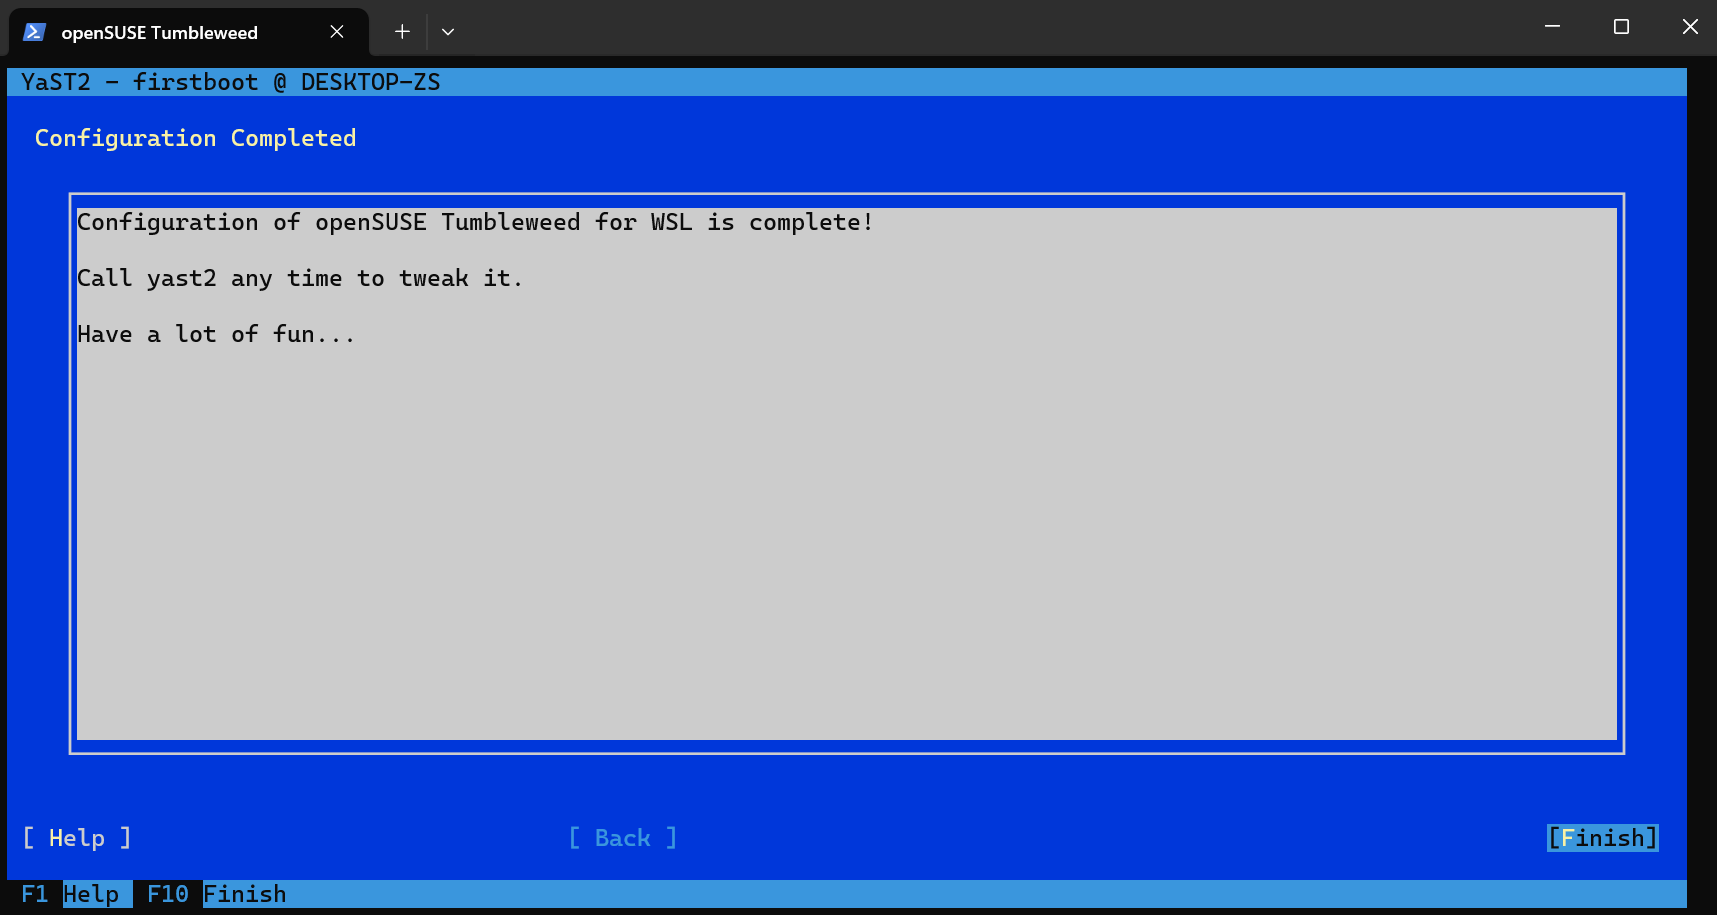 openSUSE Tumbleweed
YaST2 - firstboot @ DESKTOP-ZS
Configuration Completed
Configuration of openSUSE Tumbleweed for WSL is complete!
Call yast2 any time to tweak it.
Have a lot of fun...
[ Help ] [ Back ] [Finish]
F1 Help F10 Finish